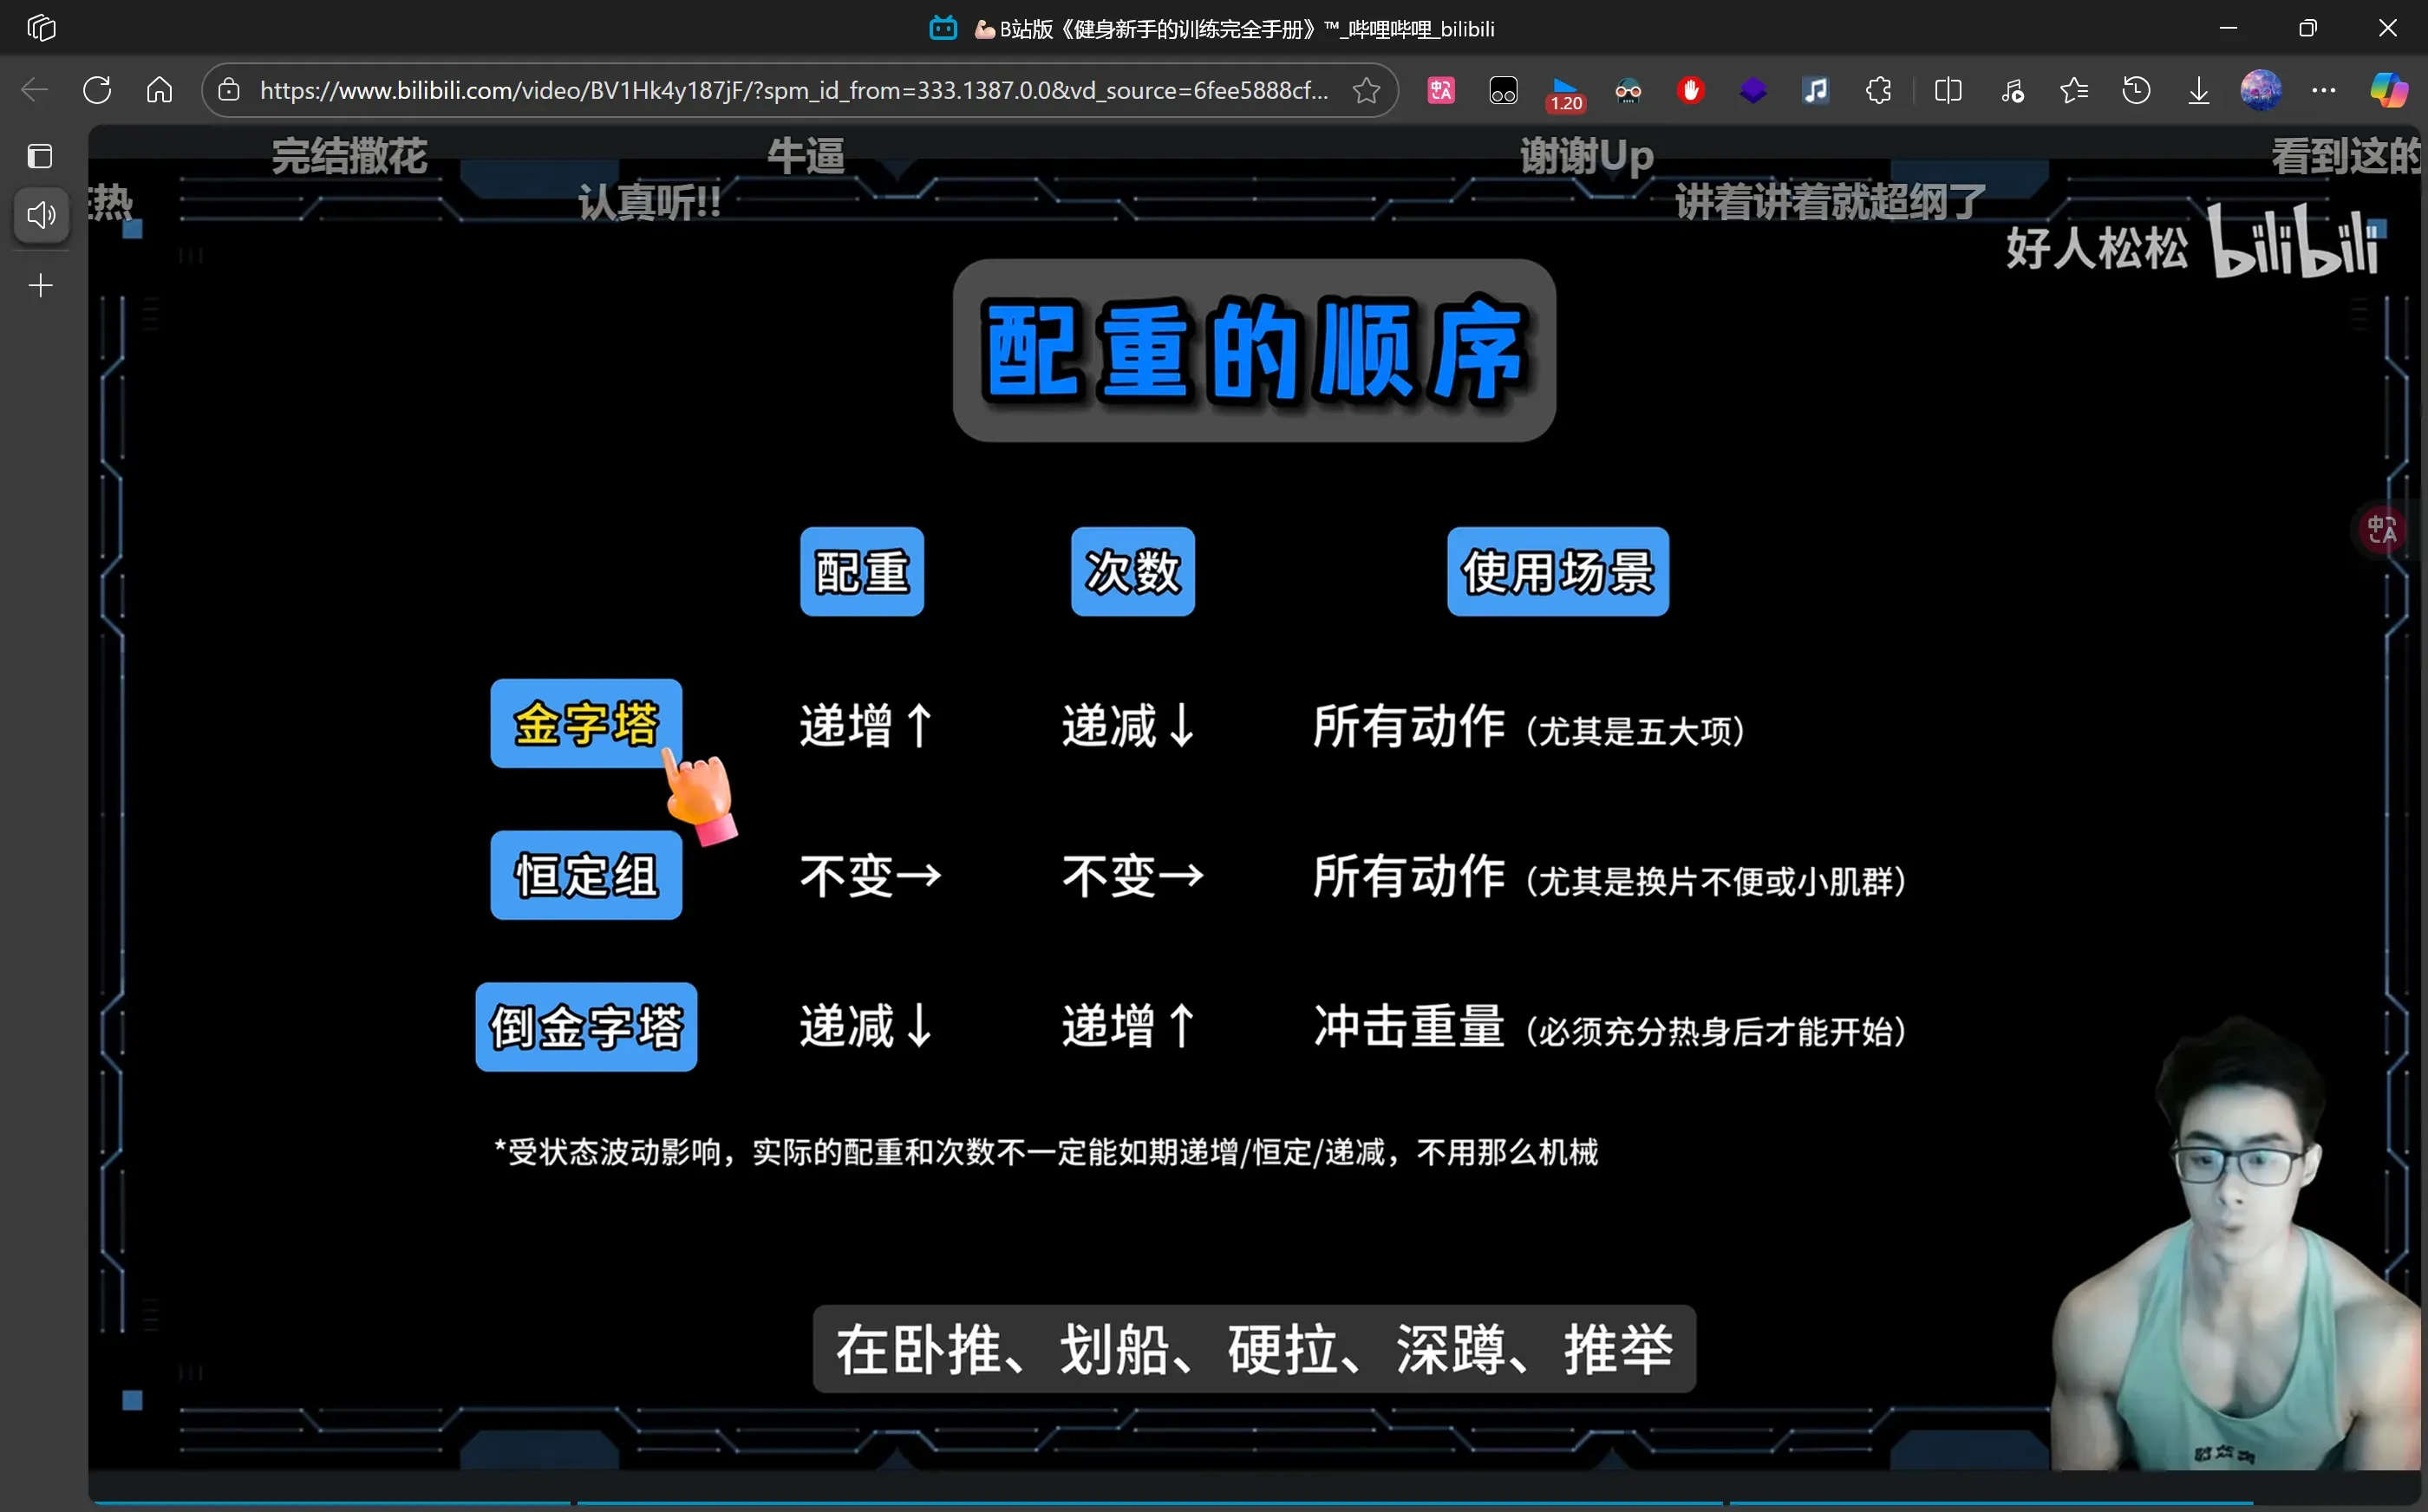 💪🏻B站版《健身新手的训练完全手册》™_哔哩哔哩_bilibili
https://www.bilibili.com/video/BV1Hk4y187jF/?spm_id_from=333.1387.0.0&vd_source=6fee5888cf...
1.20
完结撒花
牛逼
谢谢Up
看到这的
热
认真听!!
讲着讲着就超纲了
好人松松 bilibili
配重的顺序
配重 次数 使用场景
金字塔 递增↑ 递减↓ 所有动作（尤其是五大项）
恒定组 不变→ 不变→ 所有动作（尤其是换片不便或小肌群）
倒金字塔 递减↓ 递增↑ 冲击重量（必须充分热身后才能开始）
*受状态波动影响，实际的配重和次数不一定能如期递增/恒定/递减，不用那么机械
在卧推、划船、硬拉、深蹲、推举